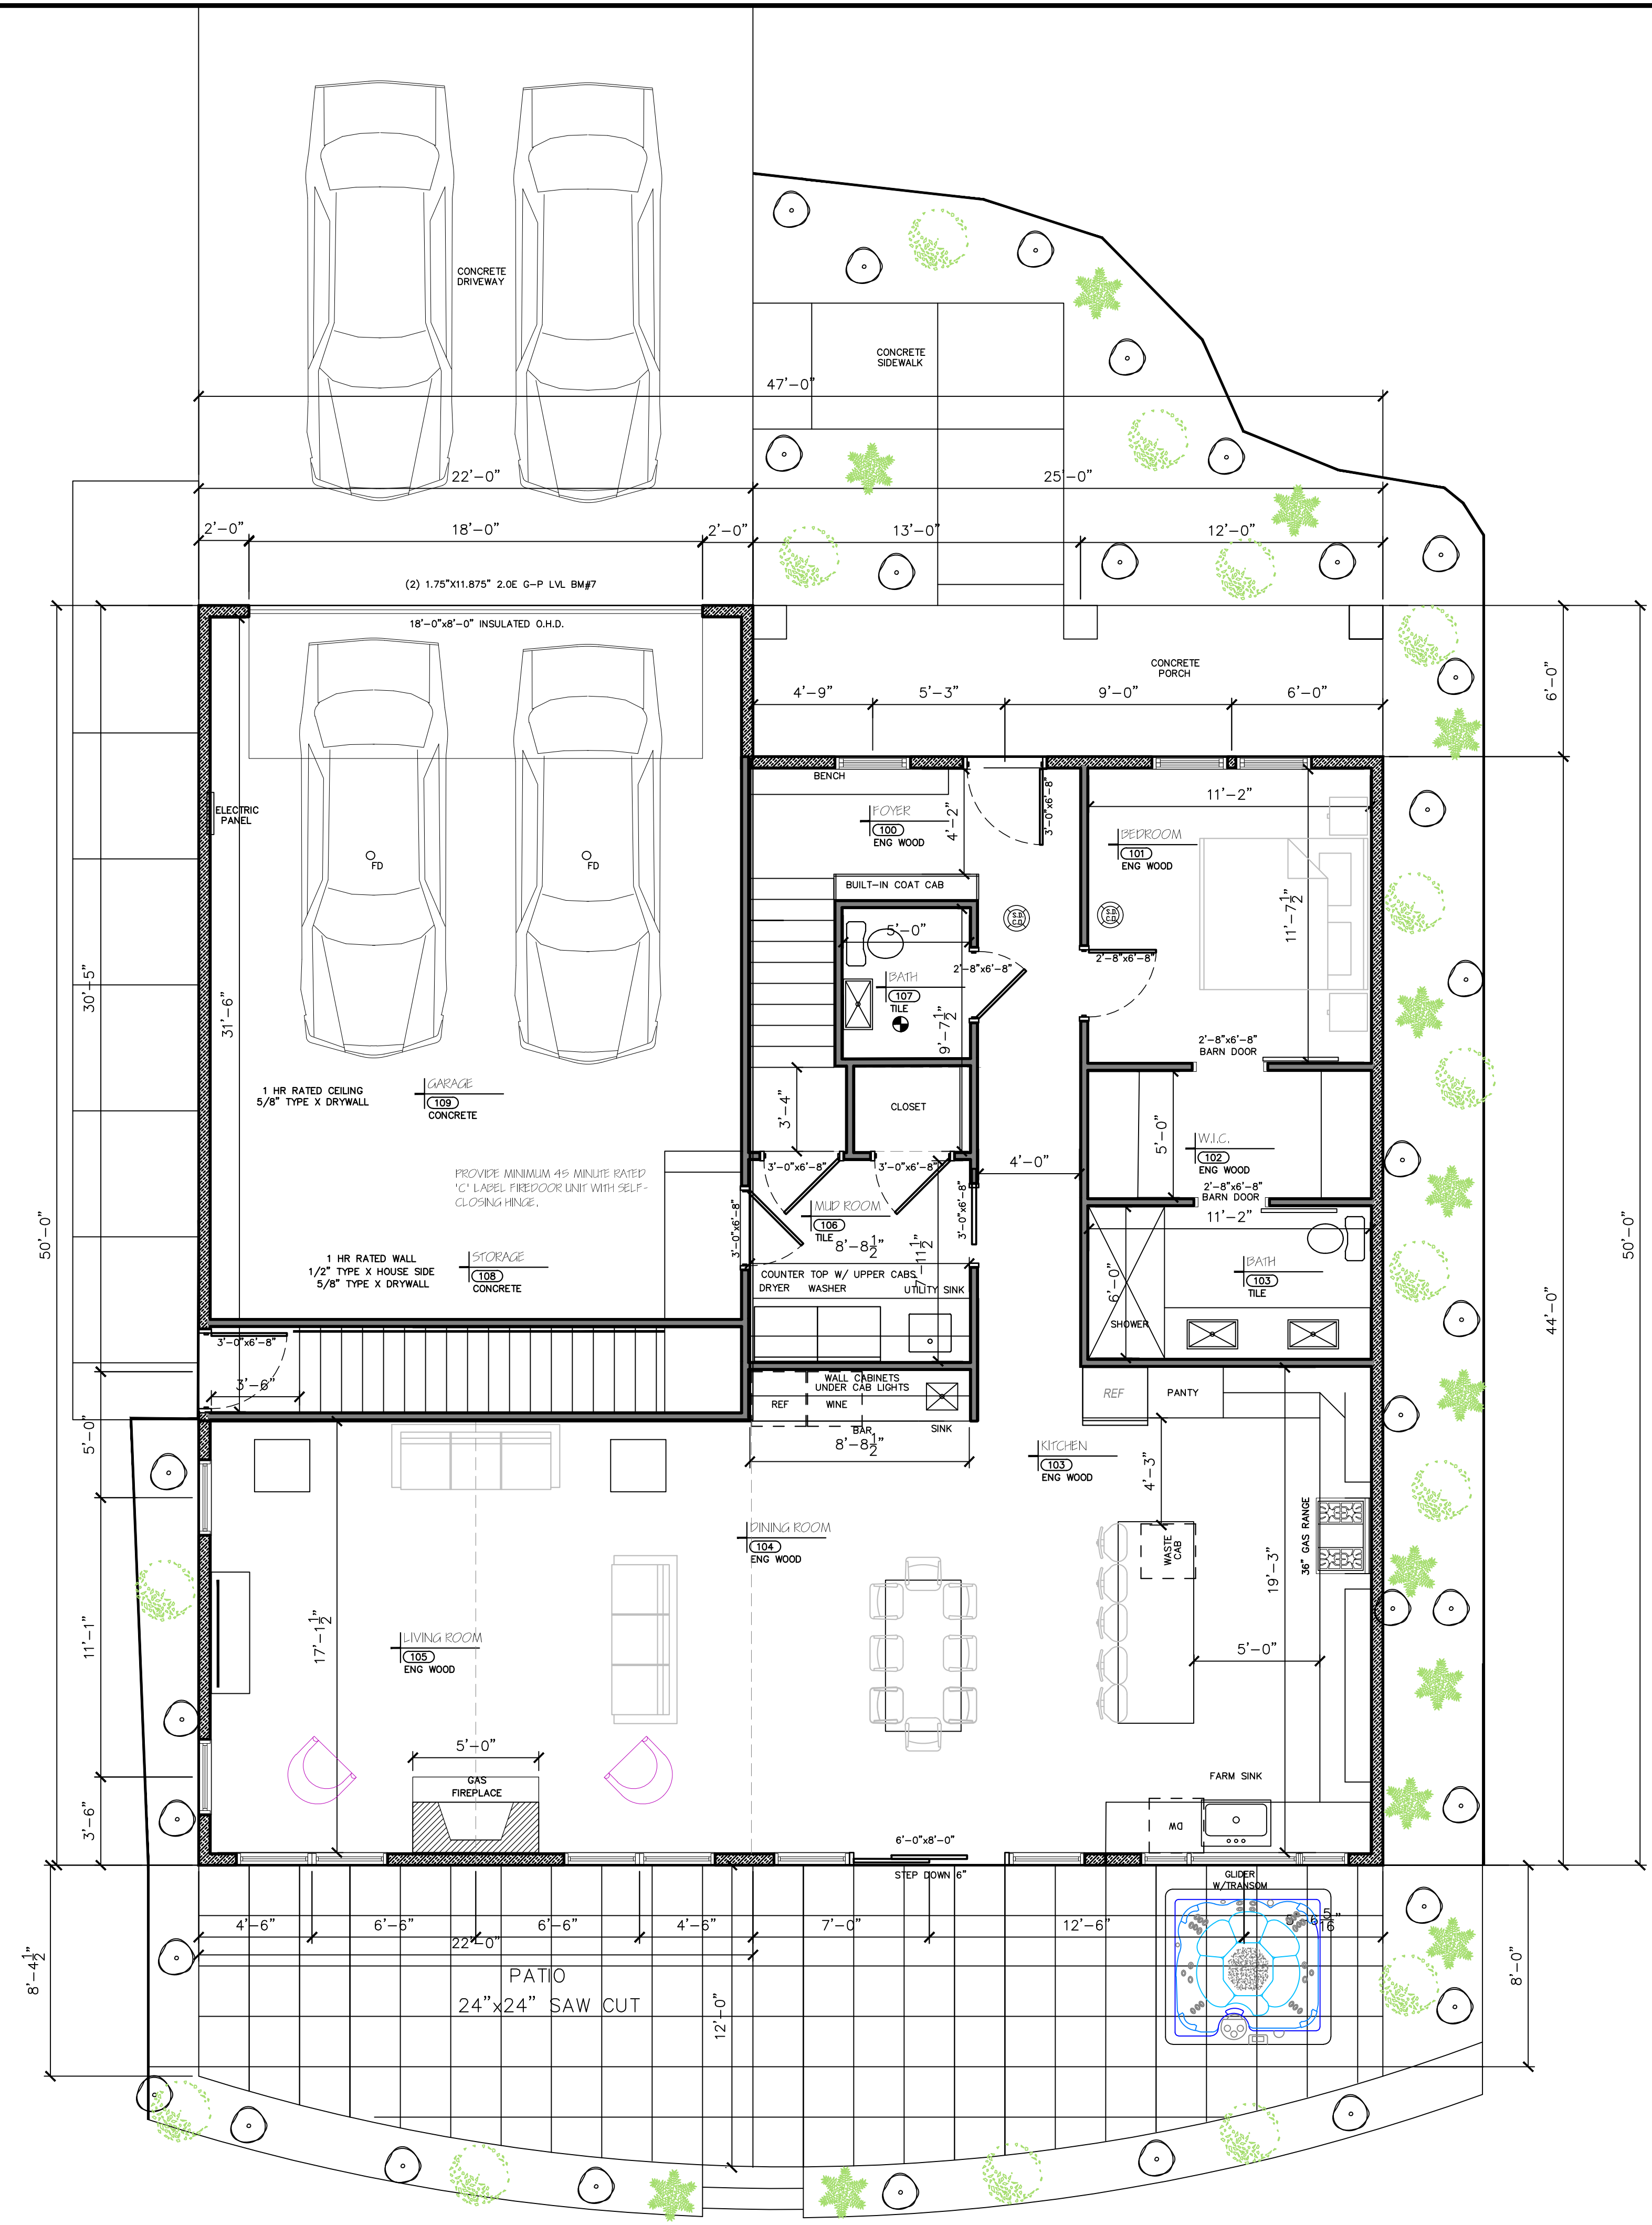 CONCRETE
DRIVEWAY
CONCRETE
SIDEWALK
47'-0"
22'-0"
25'-0"
2'-0"
18'-0"
2'-0"
13'-0"
12'-0"
(2) 1.75"X11.875" 2.0E G-P LVL BM#7
18'-0"x8'-0" INSULATED O.H.D.
CONCRETE
PORCH
6'-0"
4'-9"
5'-3"
9'-0"
6'-0"
BENCH
3'-0"x6'-8"
11'-2"
ELECTRIC
PANEL
FOYER
100
ENG WOOD
4'-2"
BEDROOM
101
ENG WOOD
FD
FD
BUILT-IN COAT CAB
11'-7 1/2"
S.D.
C.D.
S.D.
C.D.
5'-0"
2'-8"x6'-8"
2'-8"x6'-8"
BATH
107
TILE
9'-7 1/2"
30'-5"
31'-6"
2'-8"x6'-8"
BARN DOOR
1 HR RATED CEILING
5/8" TYPE X DRYWALL
GARAGE
109
CONCRETE
3'-4"
CLOSET
5'-0"
W.I.C.
102
ENG WOOD
4'-0"
3'-0"x6'-8"
3'-0"x6'-8"
PROVIDE MINIMUM 45 MINUTE RATED
'C' LABEL FIREDOOR UNIT WITH SELF-
CLOSING HINGE.
2'-8"x6'-8"
BARN DOOR
11'-2"
3'-0"x6'-8"
3'-0"x6'-8"
MUD ROOM
106
TILE
8'-8 1/2"
7'-11 1/2"
50'-0"
50'-0"
44'-0"
1 HR RATED WALL
1/2" TYPE X HOUSE SIDE
5/8" TYPE X DRYWALL
STORAGE
108
CONCRETE
COUNTER TOP W/ UPPER CABS.
DRYER
WASHER
UTILITY SINK
BATH
103
TILE
6'-0"
SHOWER
3'-0"x6'-8"
3'-6"
5'-0"
WALL CABINETS
UNDER CAB LIGHTS
REF
WINE
BAR
SINK
8'-8 1/2"
REF
PANTY
KITCHEN
103
ENG WOOD
4'-3"
DINING ROOM
104
ENG WOOD
WASTE
CAB
19'-3"
36" GAS RANGE
11'-1"
17'-1 1/2"
LIVING ROOM
105
ENG WOOD
5'-0"
5'-0"
GAS
FIREPLACE
3'-6"
FARM SINK
DW
6'-0"x8'-0"
STEP DOWN 6"
GLIDER
W/TRANSOM
4'-6"
6'-6"
6'-6"
4'-6"
7'-0"
12'-6"
22'-0"
8'-4 1/2"
PATIO
24"x24" SAW CUT
12'-0"
8'-0"